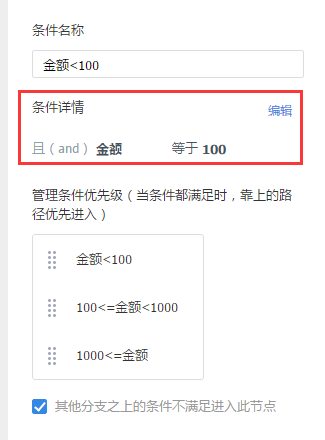 条件名称
金额<100
条件详情 编辑
且（and）金额 等于 100
管理条件优先级（当条件都满足时，靠上的路
径优先进入）
金额<100
100<=金额<1000
1000<=金额
其他分支之上的条件不满足进入此节点